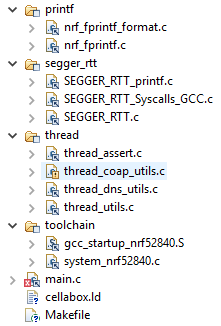 printf
nrf_fprintf_format.c
nrf_fprintf.c
segger_rtt
SEGGER_RTT_printf.c
SEGGER_RTT_Syscalls_GCC.c
SEGGER_RTT.c
thread
thread_assert.c
thread_coap_utils.c
thread_dns_utils.c
thread_utils.c
toolchain
gcc_startup_nrf52840.S
system_nrf52840.c
main.c
cellabox.ld
Makefile